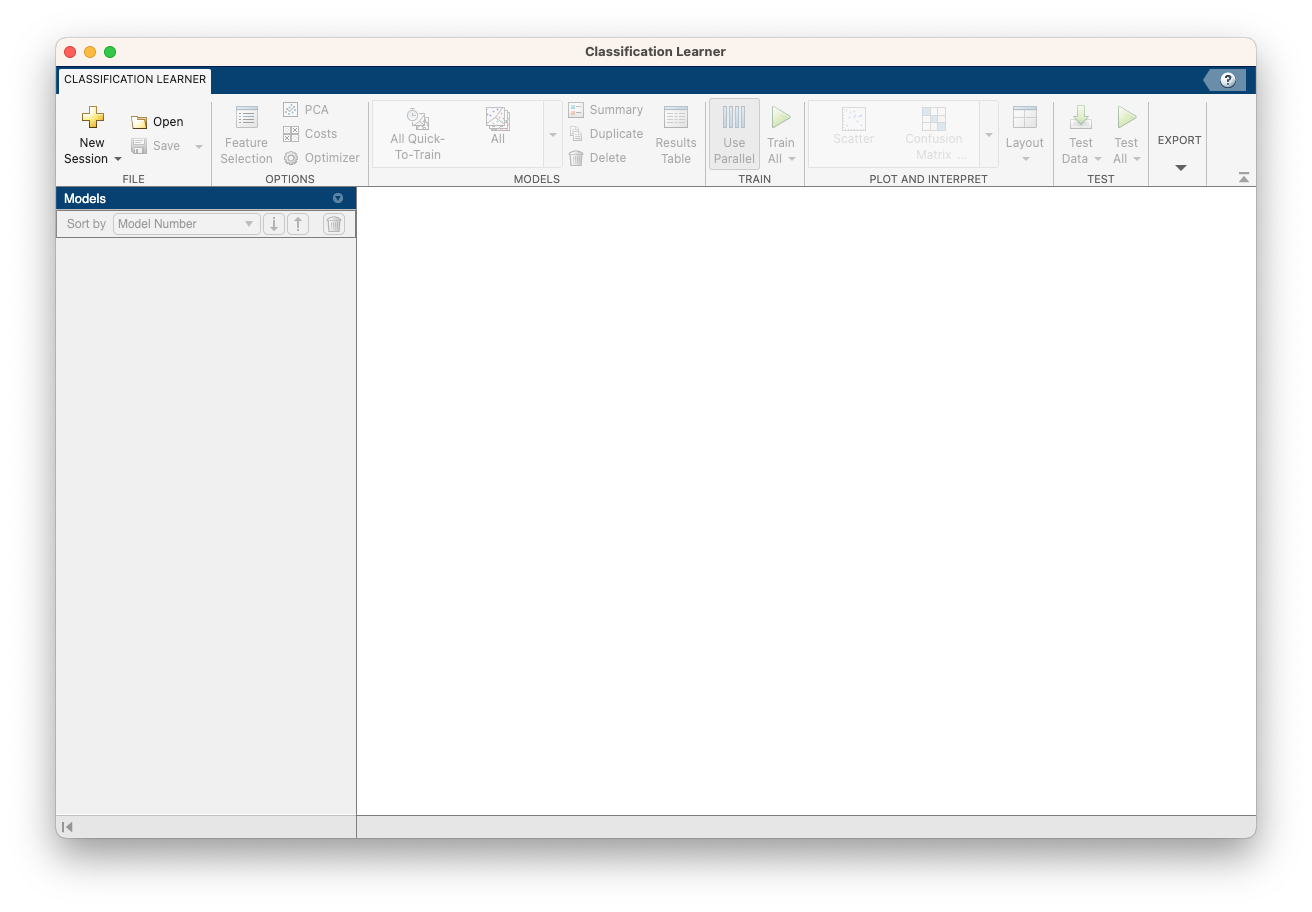 Classification Learner
CLASSIFICATION LEARNER
?
New
Session
Open
Save
FILE
Feature
Selection
PCA
Costs
Optimizer
OPTIONS
All Quick-
To-Train
All
Summary
Duplicate
Delete
Results
Table
MODELS
Use
Parallel
Train
All
TRAIN
Scatter
Confusion
Matrix ...
Layout
PLOT AND INTERPRET
Test
Data
Test
All
TEST
EXPORT
Models
Sort by
Model Number